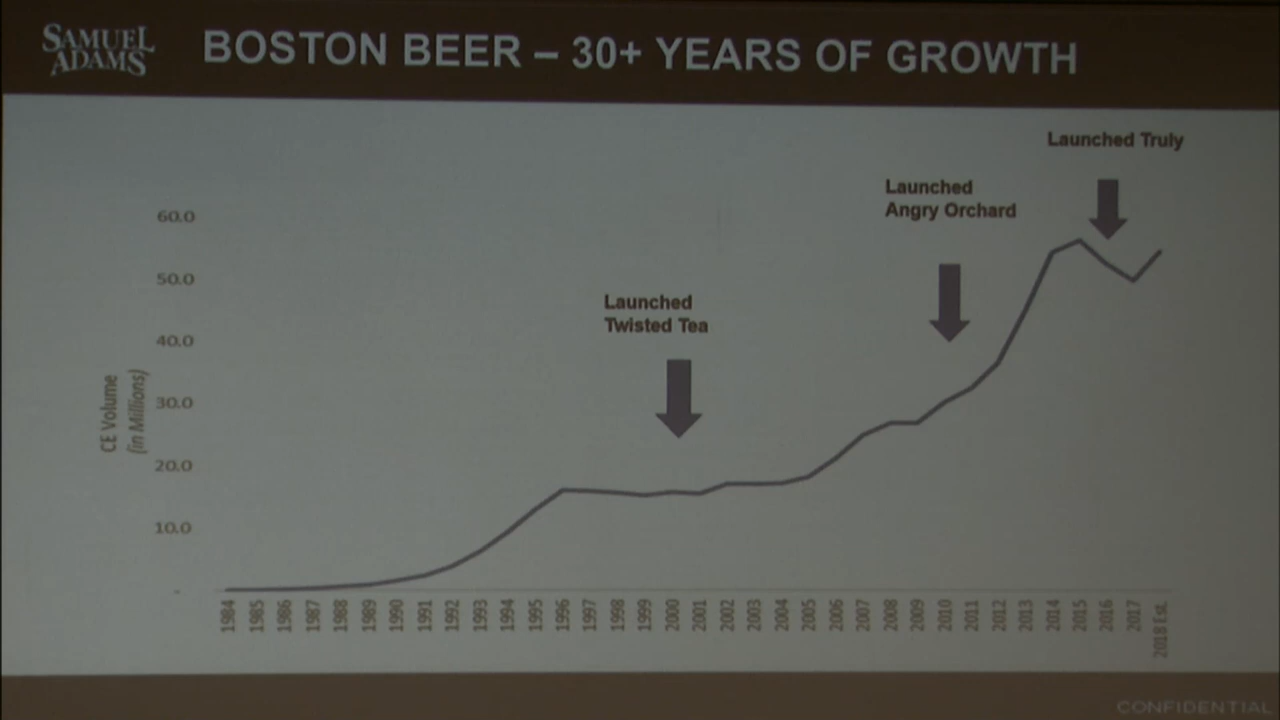 SAMUEL
ADAMS
BOSTON BEER – 30+ YEARS OF GROWTH
Launched Truly
Launched
Angry Orchard
Launched
Twisted Tea
60.0
50.0
40.0
30.0
20.0
10.0
-
CE Volume
(in Millions)
1984 1985 1986 1987 1988 1989 1990 1991 1992 1993 1994 1995 1996 1997 1998 1999 2000 2001 2002 2003 2004 2005 2006 2007 2008 2009 2010 2011 2012 2013 2014 2015 2016 2017 2018 Est.
CONFIDENTIAL